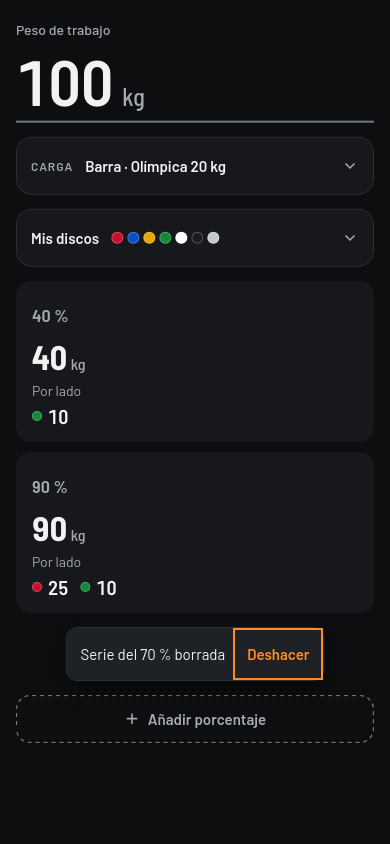 Peso de trabajo
100 kg
CARGA Barra · Olímpica 20 kg
Mis discos
40 %
40 kg
Por lado
10
90 %
90 kg
Por lado
25 10
Serie del 70 % borrada Deshacer
+ Añadir porcentaje